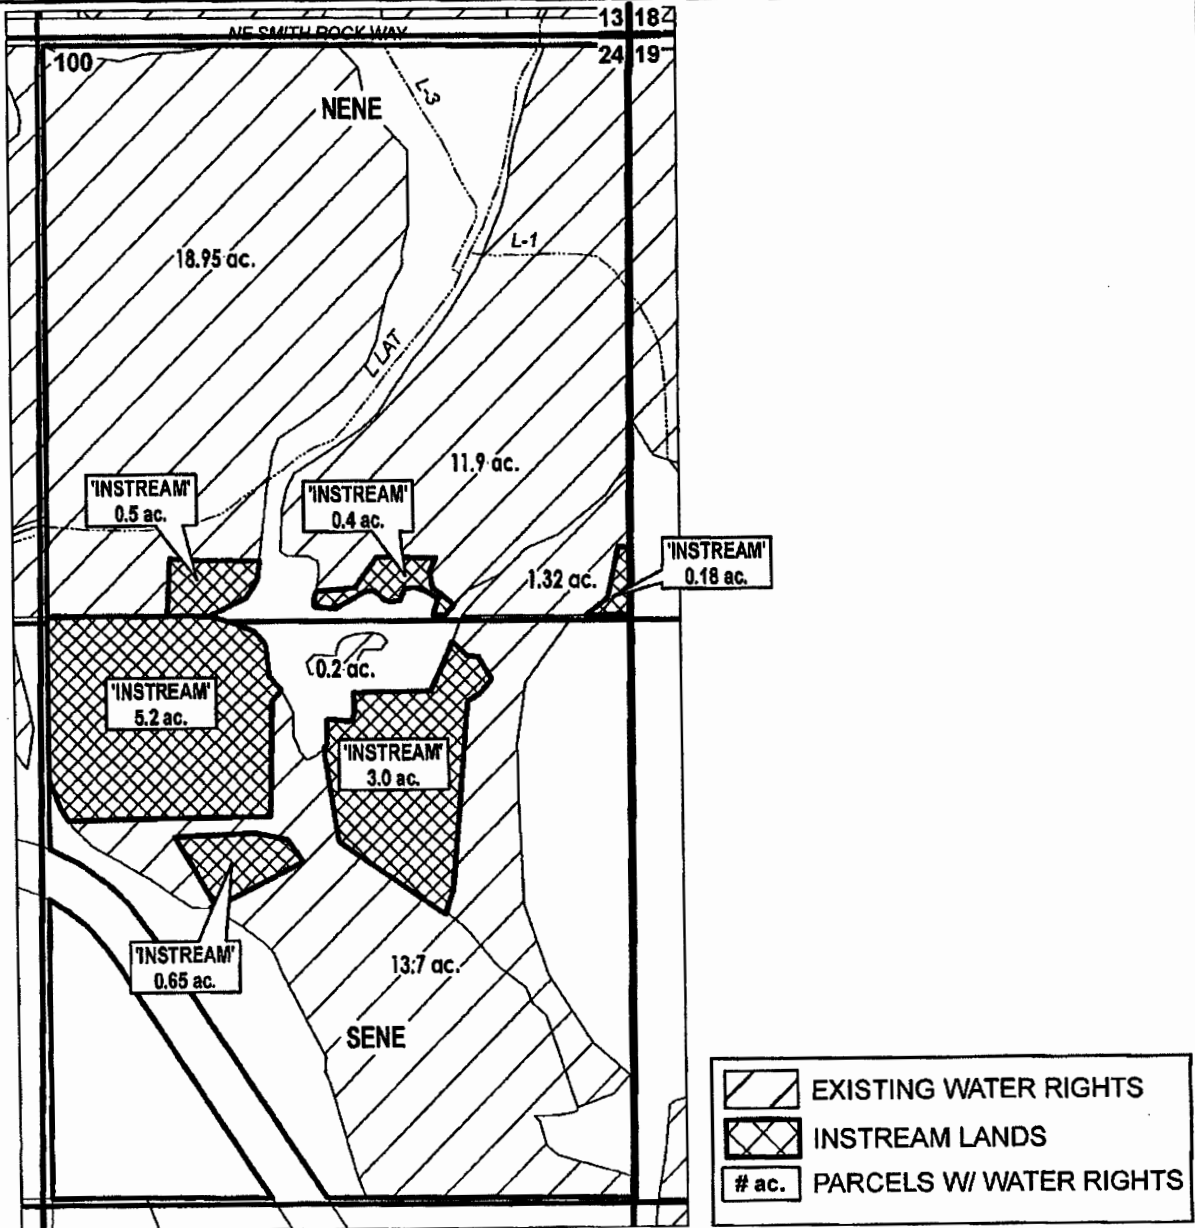 13 18
NE SMITH ROCK WAY
100
24 19
L-3
NENE
L-1
18.95 ac.
L LAT
11.9 ac.
'INSTREAM'
0.5 ac.
'INSTREAM'
0.4 ac.
'INSTREAM'
0.18 ac.
1.32 ac.
0.2 ac.
'INSTREAM'
5.2 ac.
'INSTREAM'
3.0 ac.
'INSTREAM'
0.65 ac.
13.7 ac.
SENE
EXISTING WATER RIGHTS
INSTREAM LANDS
# ac. PARCELS W/ WATER RIGHTS